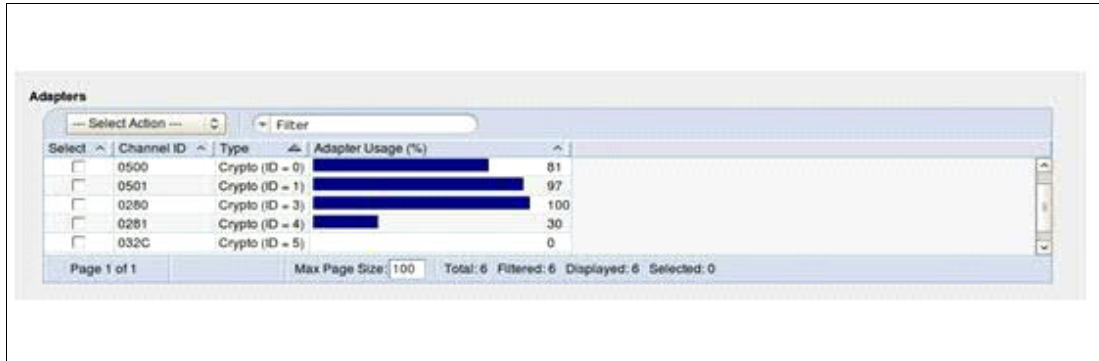 Adapters
--- Select Action --- Filter
Select Channel ID Type Adapter Usage (%)
0500 Crypto (ID = 0) 81
0501 Crypto (ID = 1) 97
0280 Crypto (ID = 3) 100
0281 Crypto (ID = 4) 30
032C Crypto (ID = 5) 0
Page 1 of 1 Max Page Size: 100 Total: 6 Filtered: 6 Displayed: 6 Selected: 0